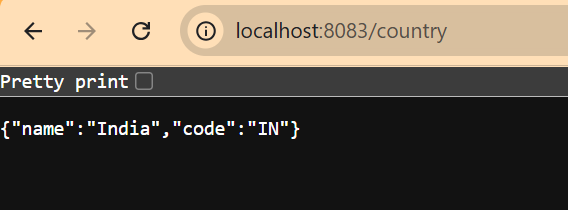 localhost:8083/country
Pretty print
{"name":"India","code":"IN"}